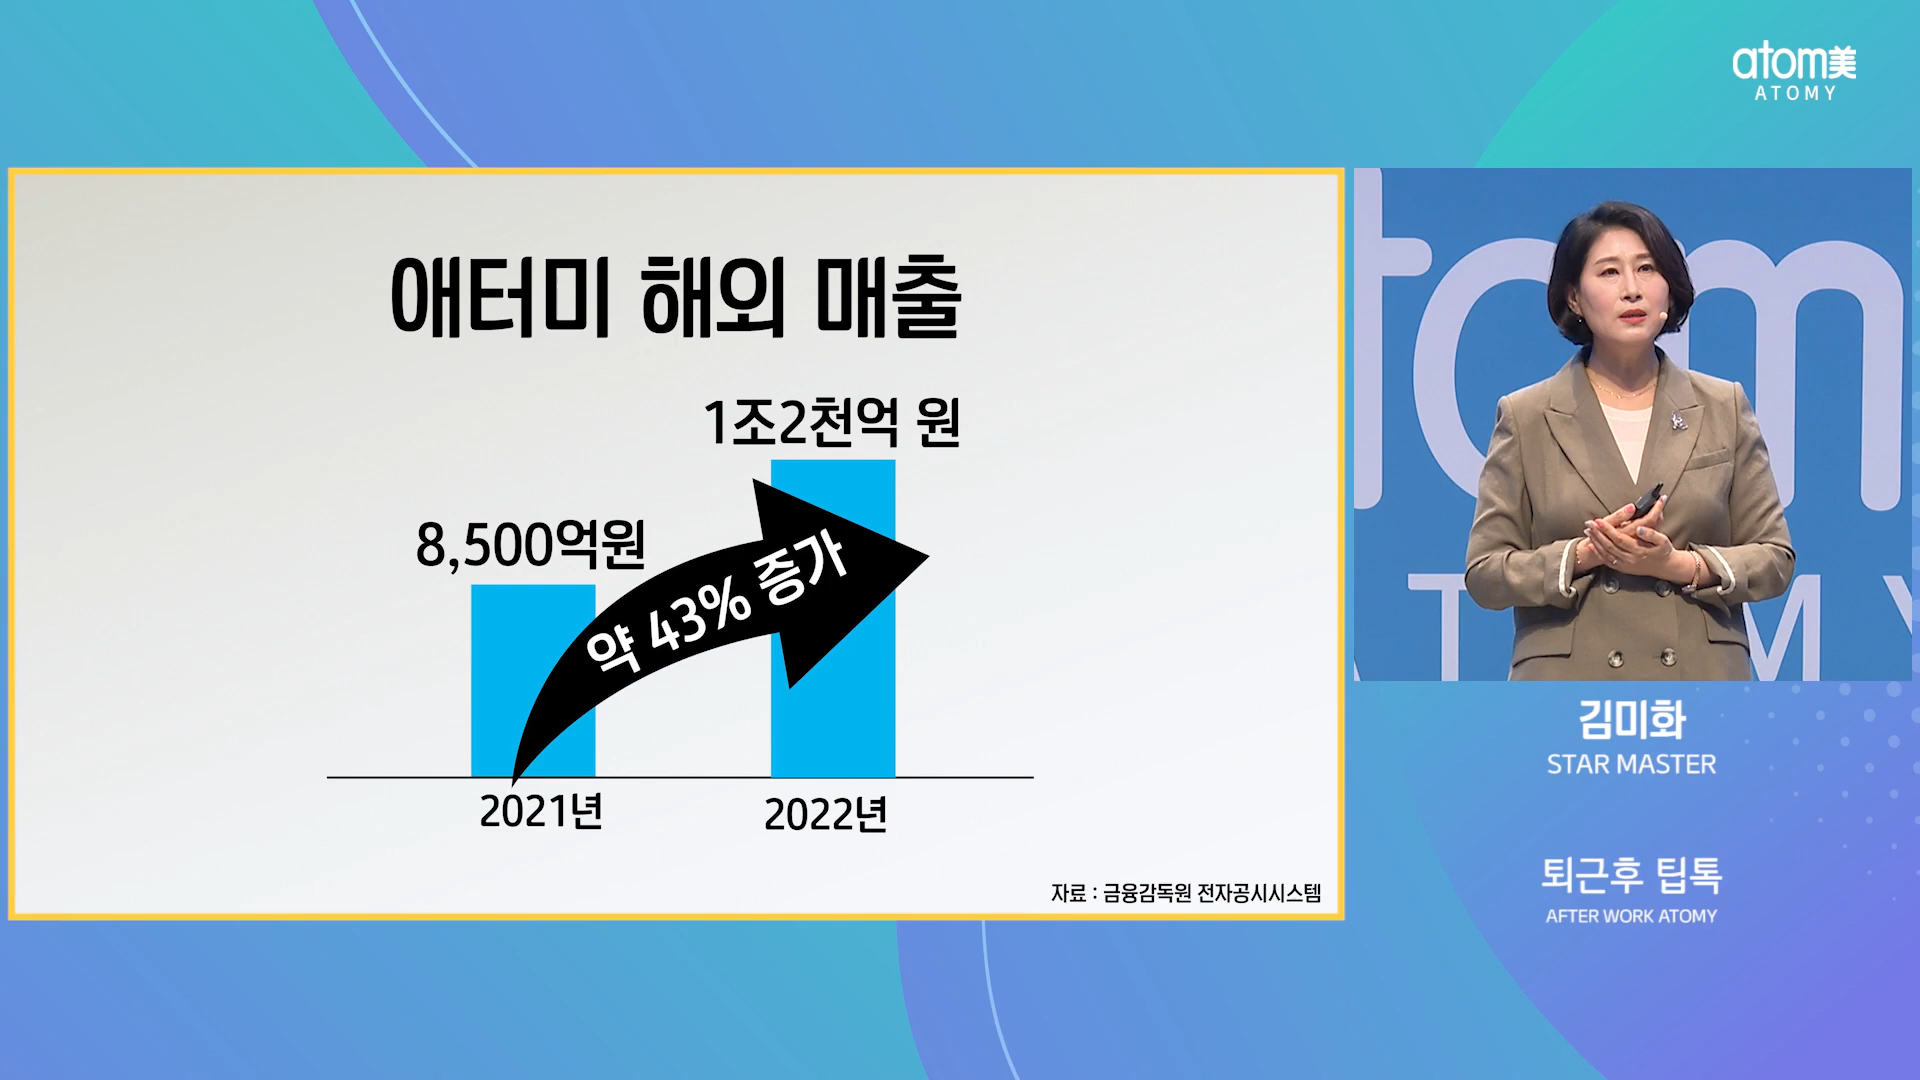 atom美
ATOMY
애터미 해외 매출
1조2천억 원
8,500억원
약 43% 증가
2021년
2022년
자료 : 금융감독원 전자공시시스템
tom
ATOMY
김미화
STAR MASTER
퇴근후 팁톡
AFTER WORK ATOMY